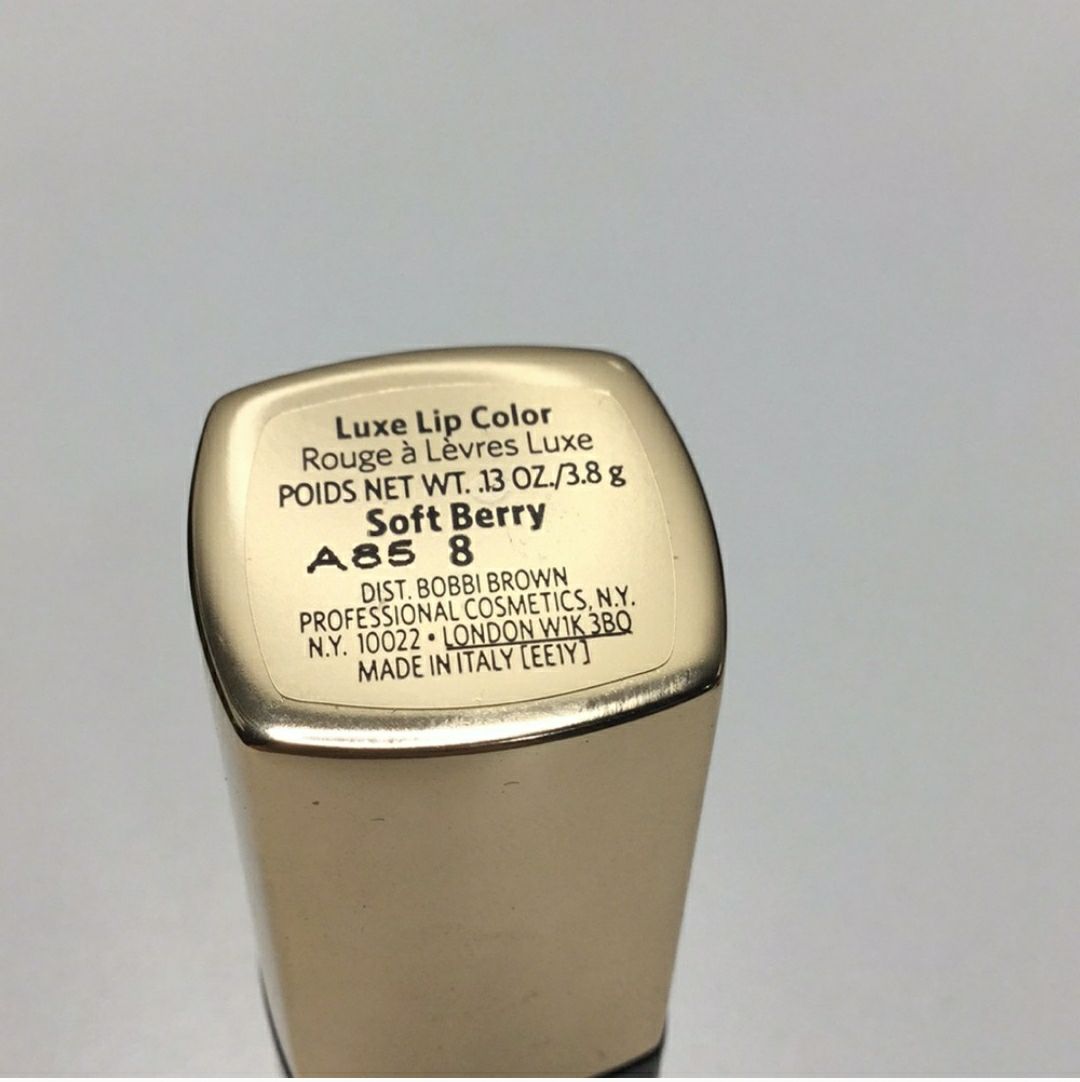 Luxe Lip Color
Rouge à Lèvres Luxe
POIDS NET WT. .13 OZ./3.8 g
Soft Berry
A85 8
DIST. BOBBI BROWN
PROFESSIONAL COSMETICS, N.Y.
N.Y. 10022 • LONDON W1K 3BQ
MADE IN ITALY [EE1Y]